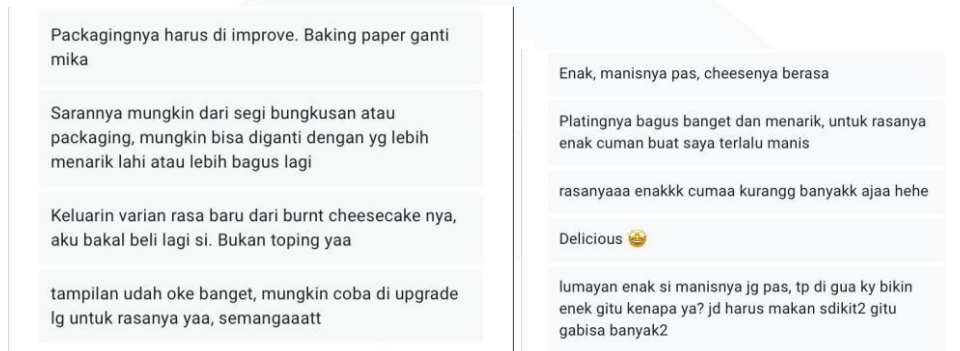 Packagingnya harus di improve. Baking paper ganti
mika
Sarannya mungkin dari segi bungkusan atau
packaging, mungkin bisa diganti dengan yg lebih
menarik lahi atau lebih bagus lagi
Keluarin varian rasa baru dari burnt cheesecake nya,
aku bakal beli lagi si. Bukan toping yaa
tampilan udah oke banget, mungkin coba di upgrade
lg untuk rasanya yaa, semangaaatt
Enak, manisnya pas, cheesenya berasa
Platingnya bagus banget dan menarik, untuk rasanya
enak cuman buat saya terlalu manis
rasanyaaa enakkk cumaa kurangg banyakk ajaa hehe
Delicious 🤩
lumayan enak si manisnya jg pas, tp di gua ky bikin
enek gitu kenapa ya? jd harus makan sdikit2 gitu
gabisa banyak2